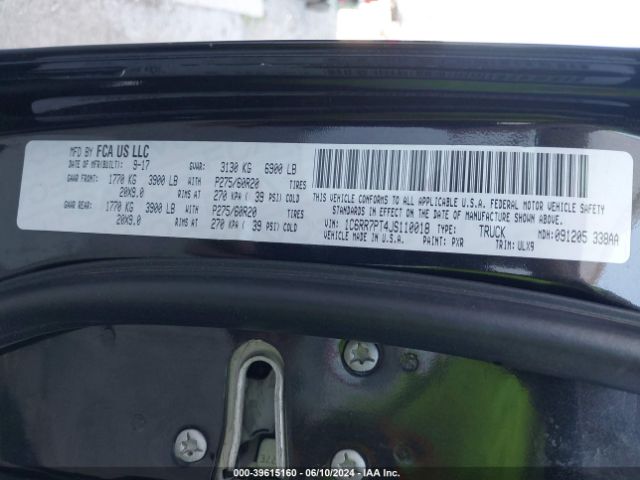 MFD BY FCA US LLC
DATE OF MFR(BUILT): 9-17 GVWR: 3130 KG 6900 LB
GAWR FRONT: 1770 KG 3900 LB WITH P275/60R20 TIRES
20X9.0 RIMS AT 270 KPA ( 39 PSI) COLD
GAWR REAR: 1770 KG 3900 LB WITH P275/60R20 TIRES
20X9.0 RIMS AT 270 KPA ( 39 PSI) COLD
THIS VEHICLE CONFORMS TO ALL APPLICABLE U.S.A. FEDERAL MOTOR VEHICLE SAFETY
STANDARDS IN EFFECT ON THE DATE OF MANUFACTURE SHOWN ABOVE.
VIN: 1C6RR7PT4JS110018 TYPE: TRUCK MDH: 091205 338AA
VEHICLE MADE IN U.S.A. PAINT: PXR TRIM: ULX9
000-39615160 - 06/10/2024 - IAA Inc.